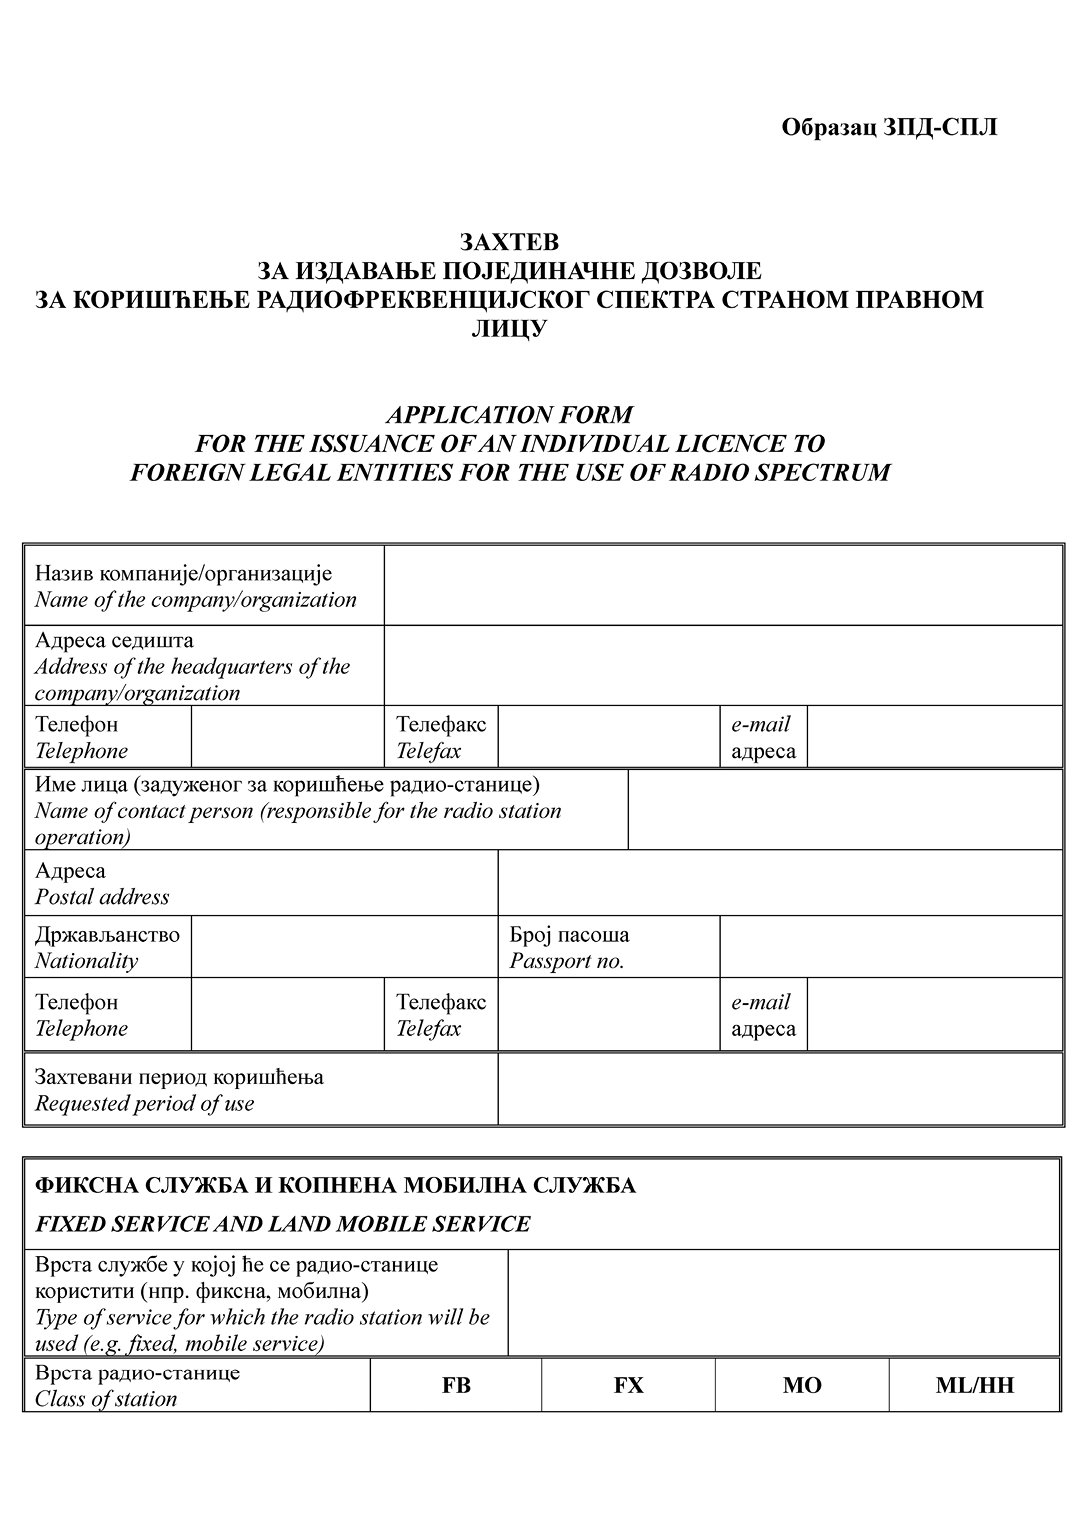 Образац ЗПД-СПЛ
ЗАХТЕВ
ЗА ИЗДАВАЊЕ ПОЈЕДИНАЧНЕ ДОЗВОЛЕ
ЗА КОРИШЋЕЊЕ РАДИОФРЕКВЕНЦИЈСКОГ СПЕКТРА СТРАНОМ ПРАВНОМ
ЛИЦУ
APPLICATION FORM
FOR THE ISSUANCE OF AN INDIVIDUAL LICENCE TO
FOREIGN LEGAL ENTITIES FOR THE USE OF RADIO SPECTRUM
Назив компаније/организације
Name of the company/organization
Адреса седишта
Address of the headquarters of the
company/organization
Телефон
Telephone
Телефакс
Telefax
e-mail
адреса
Име лица (задуженог за коришћење радио-станице)
Name of contact person (responsible for the radio station
operation)
Адреса
Postal address
Држављанство
Nationality
Број пасоша
Passport no.
Телефон
Telephone
Телефакс
Telefax
e-mail
адреса
Захтевани период коришћења
Requested period of use
ФИКСНА СЛУЖБА И КОПНЕНА МОБИЛНА СЛУЖБА
FIXED SERVICE AND LAND MOBILE SERVICE
Врста службе у којој ће се радио-станице
користити (нпр. фиксна, мобилна)
Type of service for which the radio station will be
used (e.g. fixed, mobile service)
Врста радио-станице
Class of station
FB
FX
MO
ML/HH